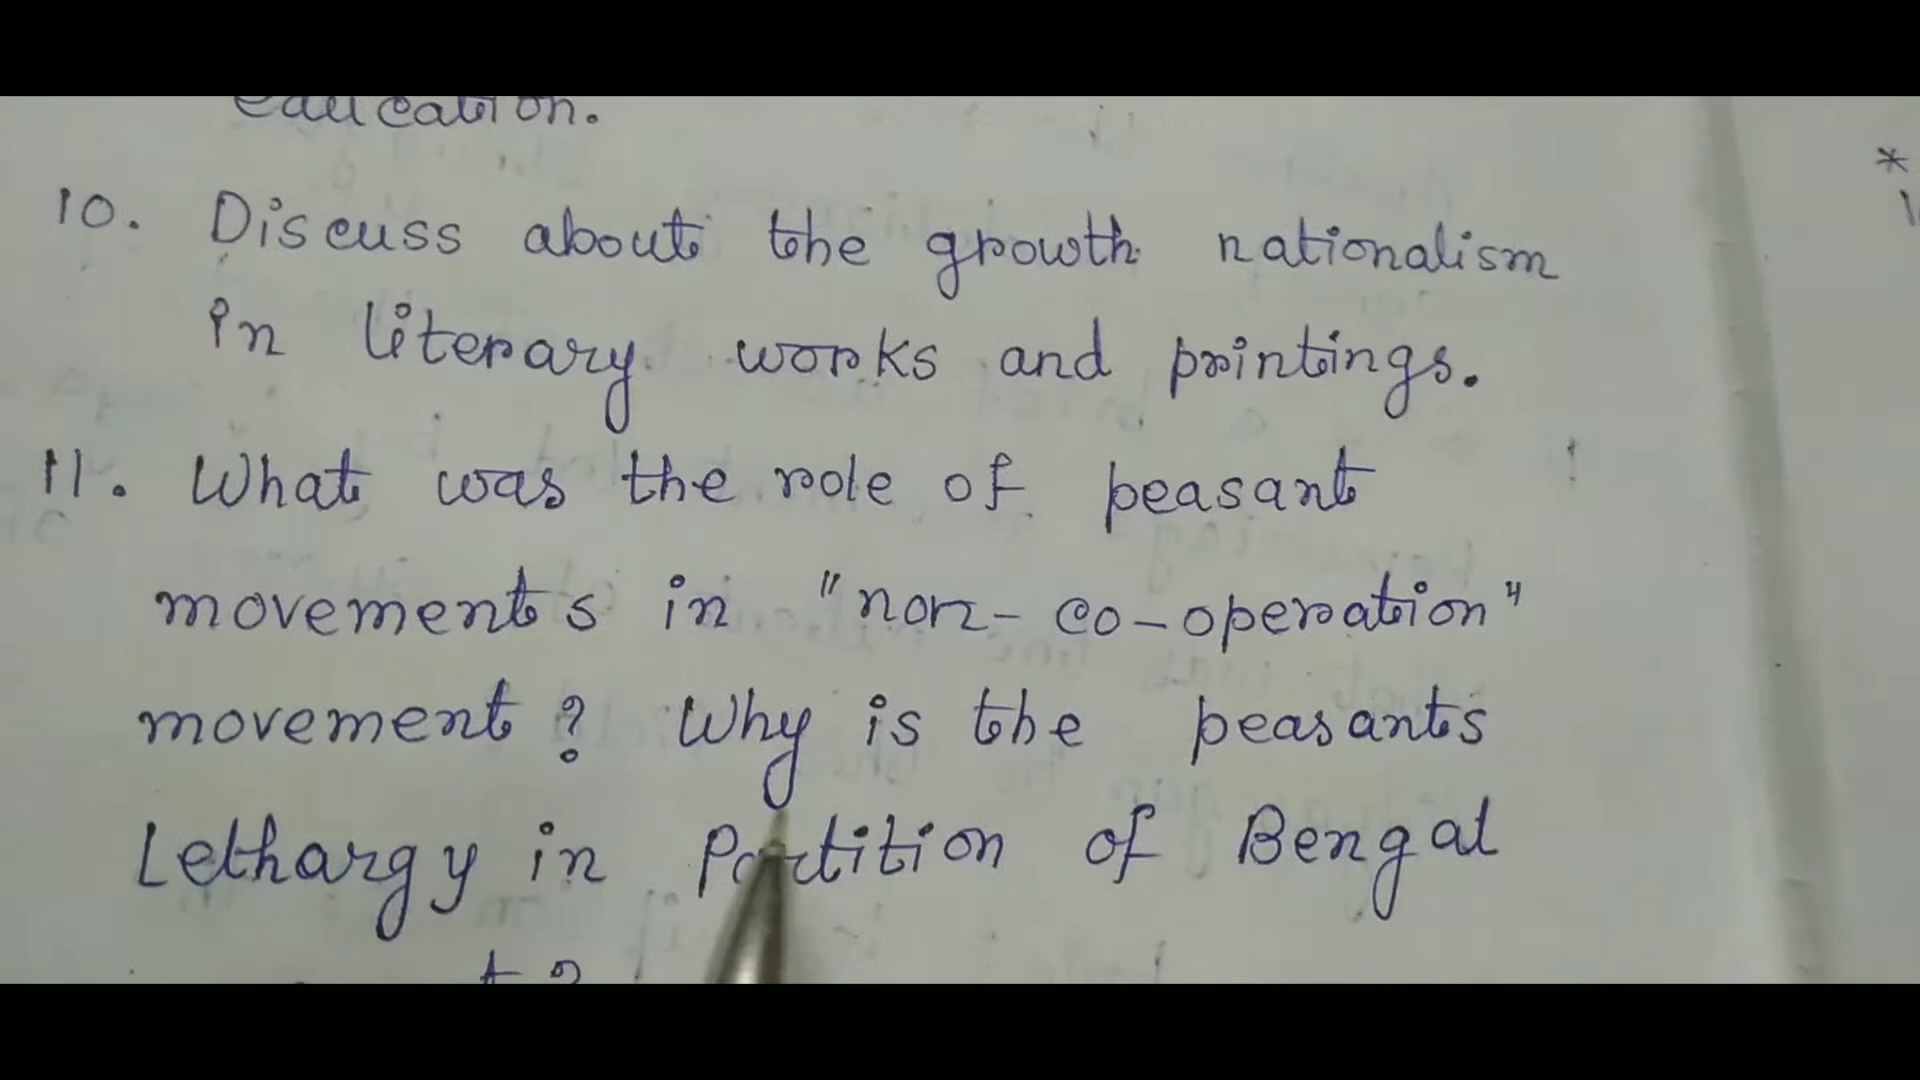 education.
10. Discuss about the growth nationalism
in literary works and printings.
11. What was the role of peasant
movements in "non-co-operation"
movement? Why is the peasants
Lethargy in Partition of Bengal